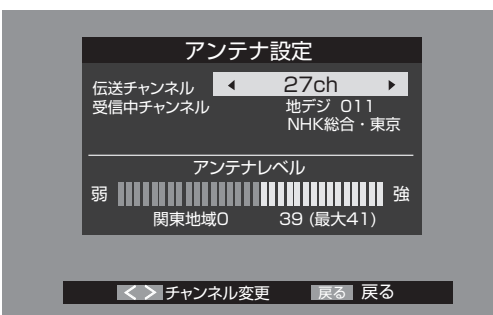 アンテナ設定
伝送チャンネル ◀ 27ch ▶
受信中チャンネル 地デジ 011
NHK総合・東京
アンテナレベル
弱 強
関東地域0 39 (最大41)
< > チャンネル変更 戻る 戻る